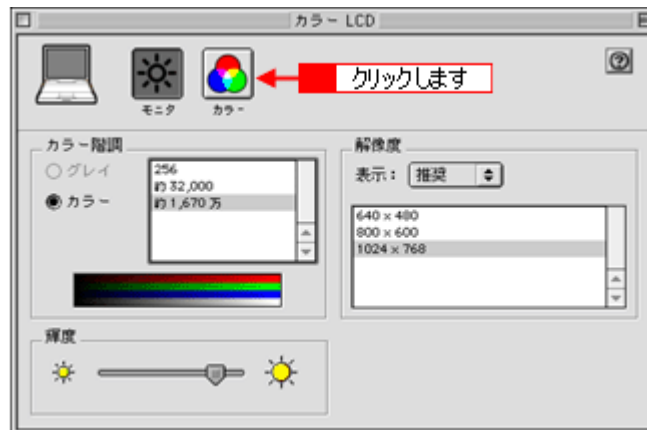 カラー LCD
モニタ
カラー
クリックします
カラー階調
グレイ
カラー
256
約 32,000
約 1,670 万
解像度
表示：
推奨
640 × 480
800 × 600
1024 × 768
輝度